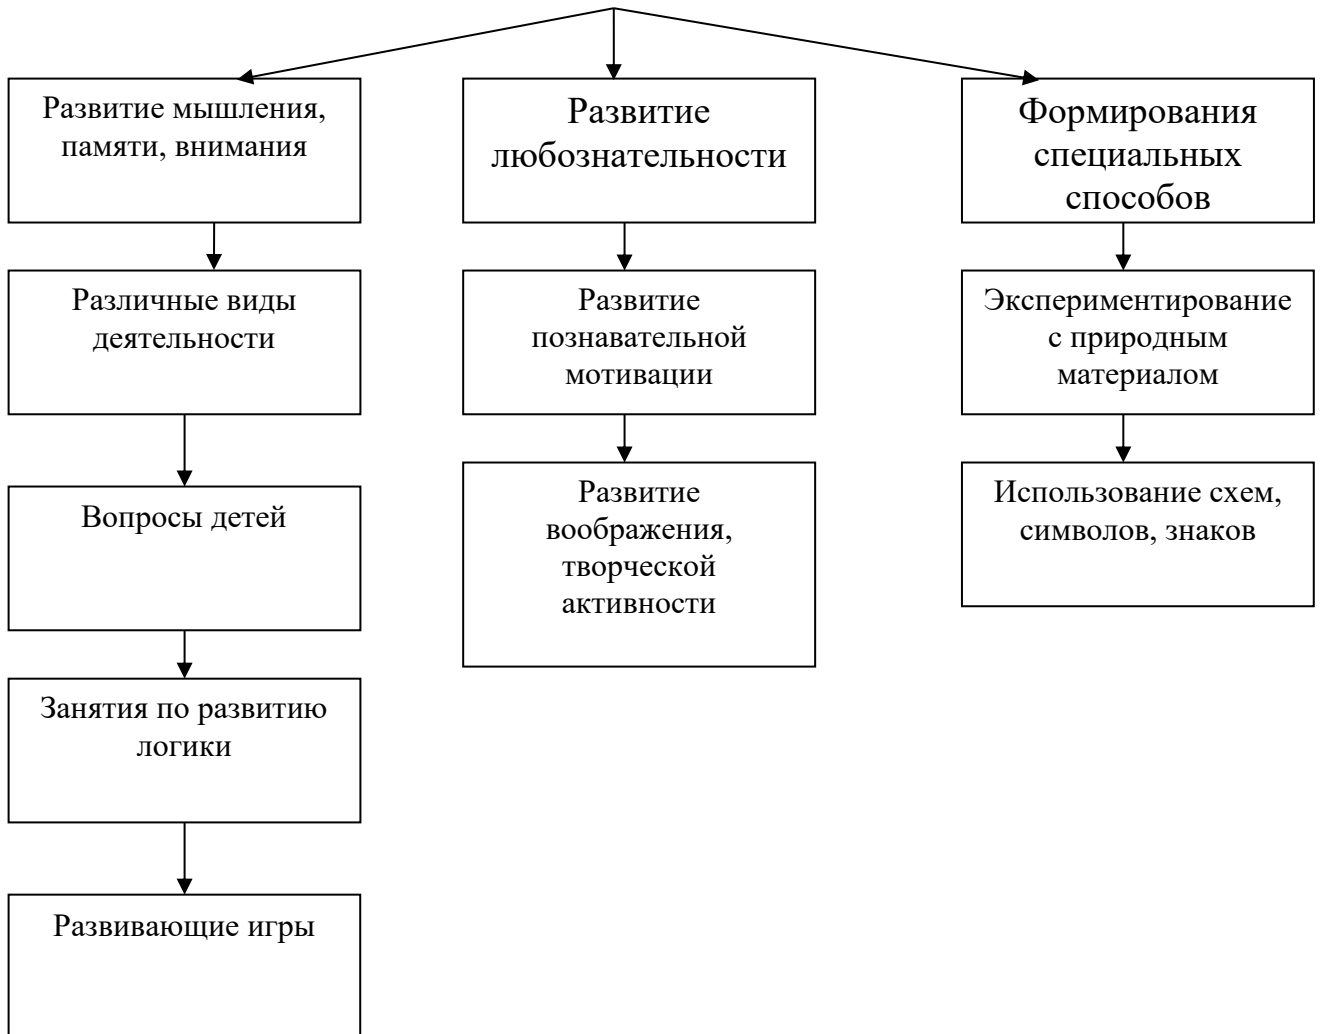 Развитие мышления,
памяти, внимания
Развитие
любознательности
Формирования
специальных
способов
Различные виды
деятельности
Развитие
познавательной
мотивации
Экспериментирование
с природным
материалом
Вопросы детей
Развитие
воображения,
творческой
активности
Использование схем,
символов, знаков
Занятия по развитию
логики
Развивающие игры